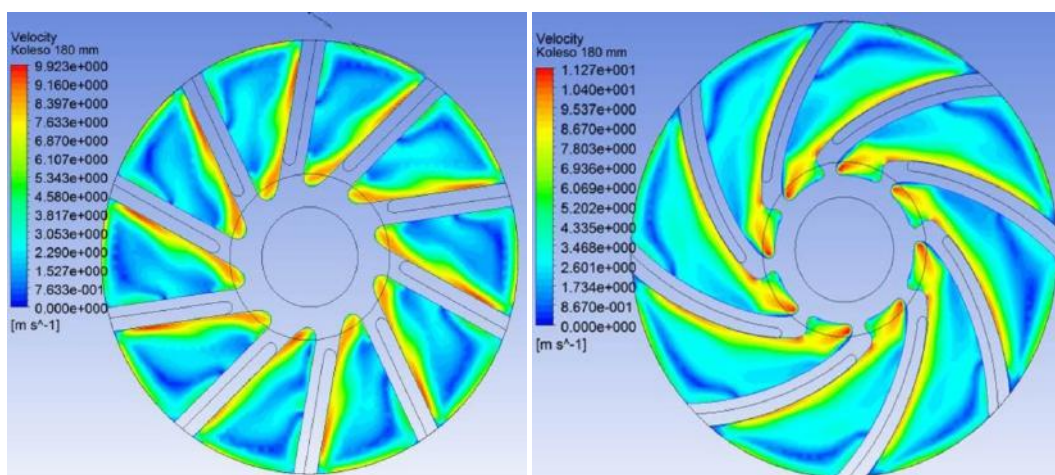 Velocity
Koleso 180 mm
9.923e+000
9.160e+000
8.397e+000
7.633e+000
6.870e+000
6.107e+000
5.343e+000
4.580e+000
3.817e+000
3.053e+000
2.290e+000
1.527e+000
7.633e-001
0.000e+000
[m s^-1]
Velocity
Koleso 180 mm
1.127e+001
1.040e+001
9.537e+000
8.670e+000
7.803e+000
6.936e+000
6.069e+000
5.202e+000
4.335e+000
3.468e+000
2.601e+000
1.734e+000
8.670e-001
0.000e+000
[m s^-1]